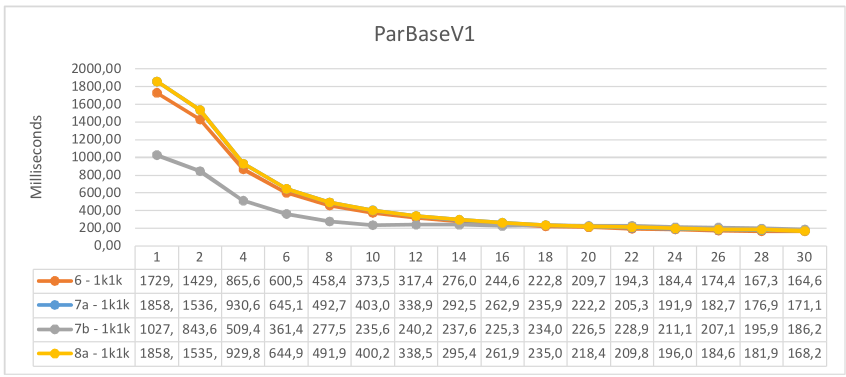 ParBaseV1
Milliseconds
2000,00
1800,00
1600,00
1400,00
1200,00
1000,00
800,00
600,00
400,00
200,00
0,00
1 2 4 6 8 10 12 14 16 18 20 22 24 26 28 30
6 - 1k1k 1729, 1429, 865,6 600,5 458,4 373,5 317,4 276,0 244,6 222,8 209,7 194,3 184,4 174,4 167,3 164,6
7a - 1k1k 1858, 1536, 930,6 645,1 492,7 403,0 338,9 292,5 262,9 235,9 222,2 205,3 191,9 182,7 176,9 171,1
7b - 1k1k 1027, 843,6 509,4 361,4 277,5 235,6 240,2 237,6 225,3 234,0 226,5 228,9 211,1 207,1 195,9 186,2
8a - 1k1k 1858, 1535, 929,8 644,9 491,9 400,2 338,5 295,4 261,9 235,0 218,4 209,8 196,0 184,6 181,9 168,2